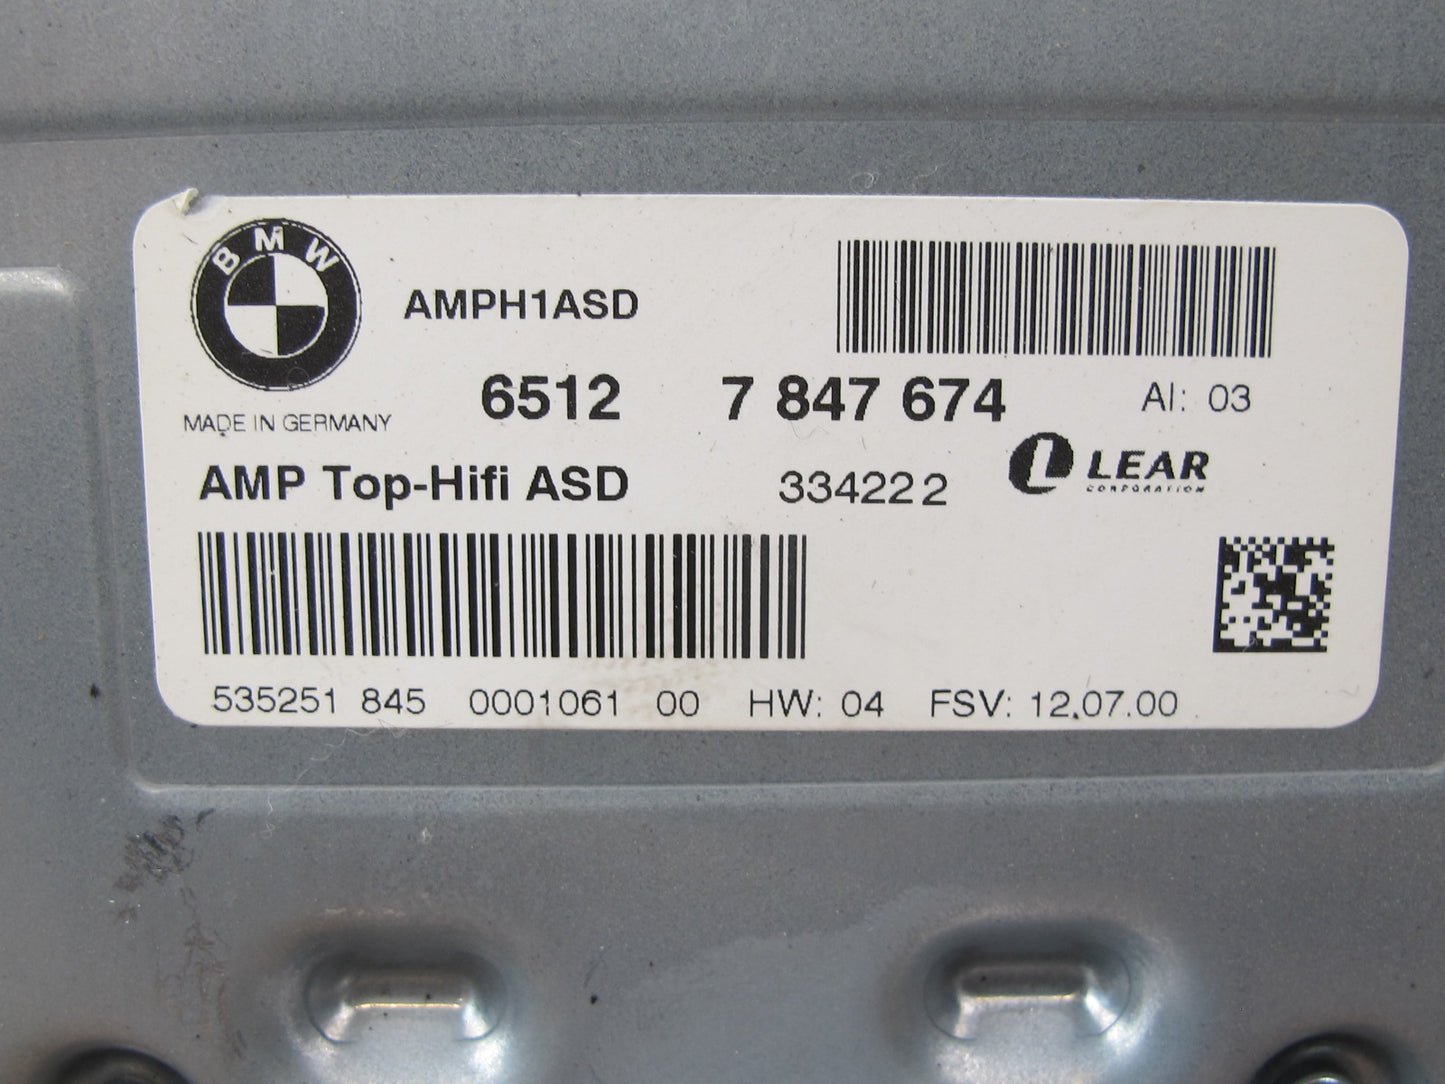 BMW
AMPH1ASD
6512 7 847 674 AI: 03
MADE IN GERMANY
AMP Top-Hifi ASD 334222 L LEAR
CORPORATION
535251 845 0001061 00 HW: 04 FSV: 12.07.00